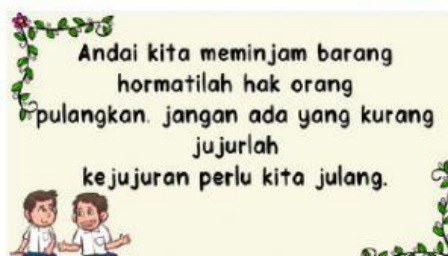 Andai kita meminjam barang
hormatilah hak orang
pulangkan. jangan ada yang kurang
jujurlah
kejujuran perlu kita julang.